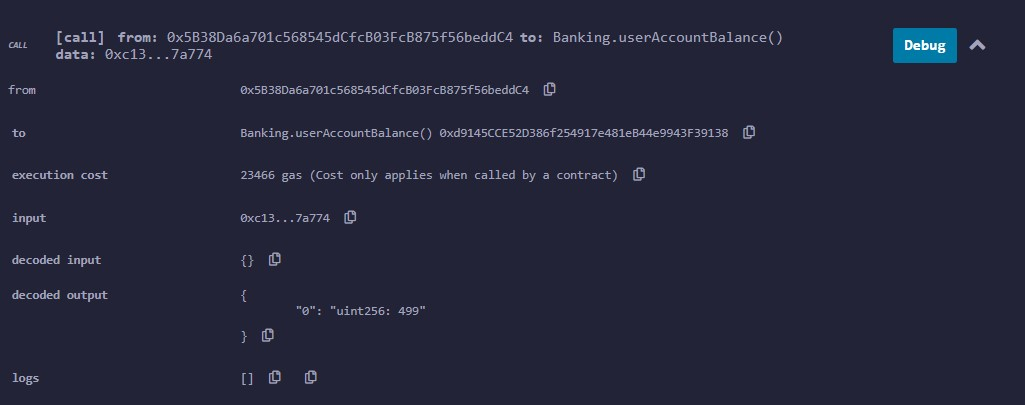 CALL [call] from: 0x5B38Da6a701c568545dCfcB03FcB875f56beddC4 to: Banking.userAccountBalance()
data: 0xc13...7a774
Debug
from 0x5B38Da6a701c568545dCfcB03FcB875f56beddC4
to Banking.userAccountBalance() 0xd9145CCE52D386f254917e481eB44e9943F39138
execution cost 23466 gas (Cost only applies when called by a contract)
input 0xc13...7a774
decoded input {}
decoded output {
"0": "uint256: 499"
}
logs []